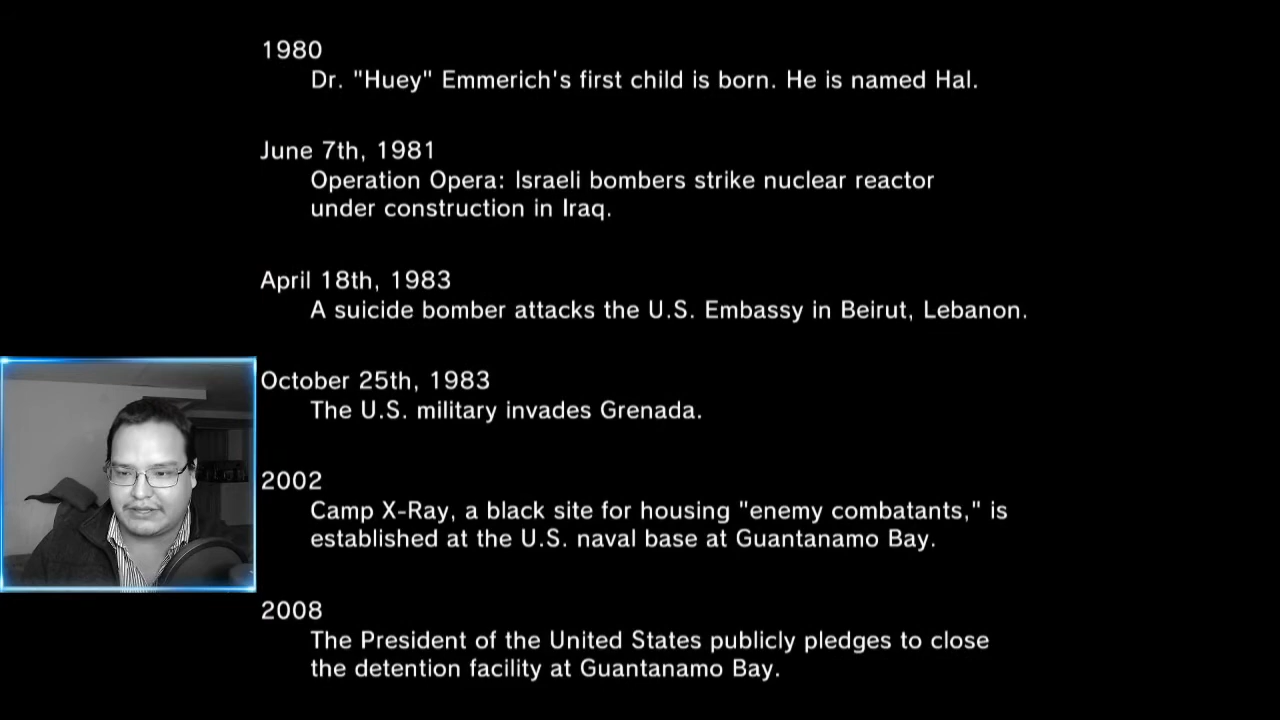 1980
Dr. "Huey" Emmerich's first child is born. He is named Hal.
June 7th, 1981
Operation Opera: Israeli bombers strike nuclear reactor
under construction in Iraq.
April 18th, 1983
A suicide bomber attacks the U.S. Embassy in Beirut, Lebanon.
October 25th, 1983
The U.S. military invades Grenada.
2002
Camp X-Ray, a black site for housing "enemy combatants," is
established at the U.S. naval base at Guantanamo Bay.
2008
The President of the United States publicly pledges to close
the detention facility at Guantanamo Bay.